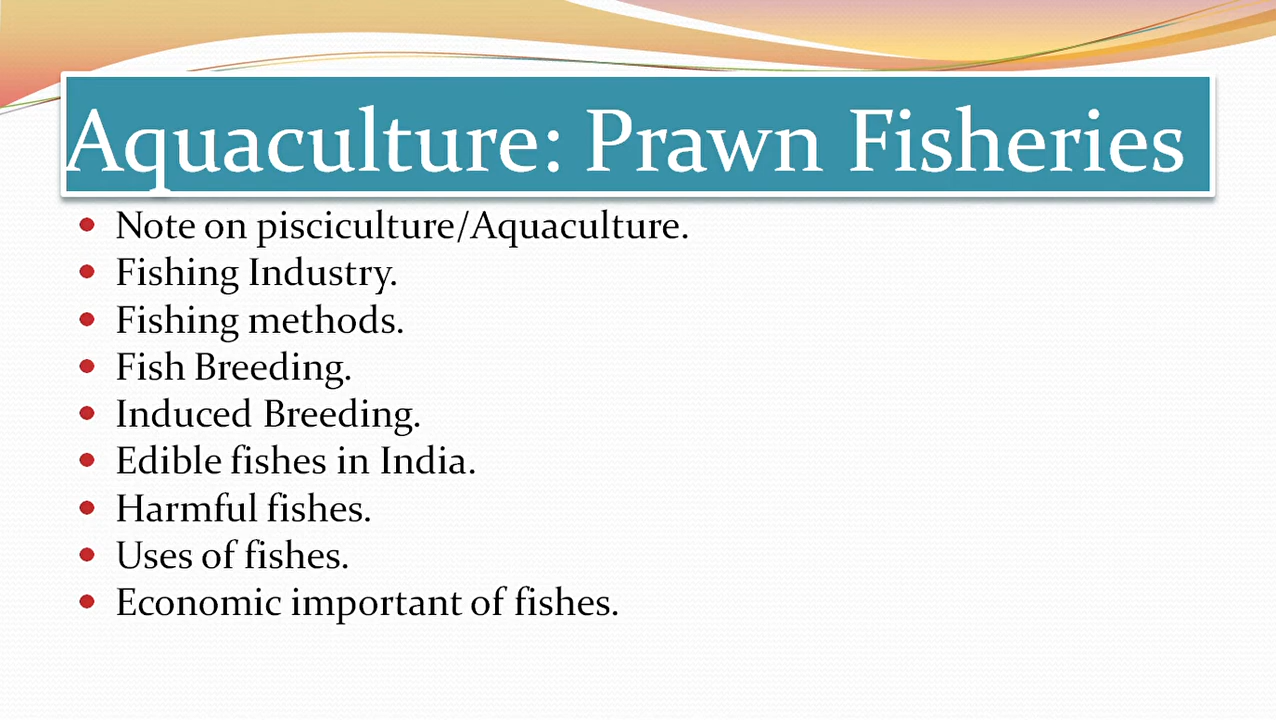 Aquaculture: Prawn Fisheries
Note on pisciculture/Aquaculture.
Fishing Industry.
Fishing methods.
Fish Breeding.
Induced Breeding.
Edible fishes in India.
Harmful fishes.
Uses of fishes.
Economic important of fishes.